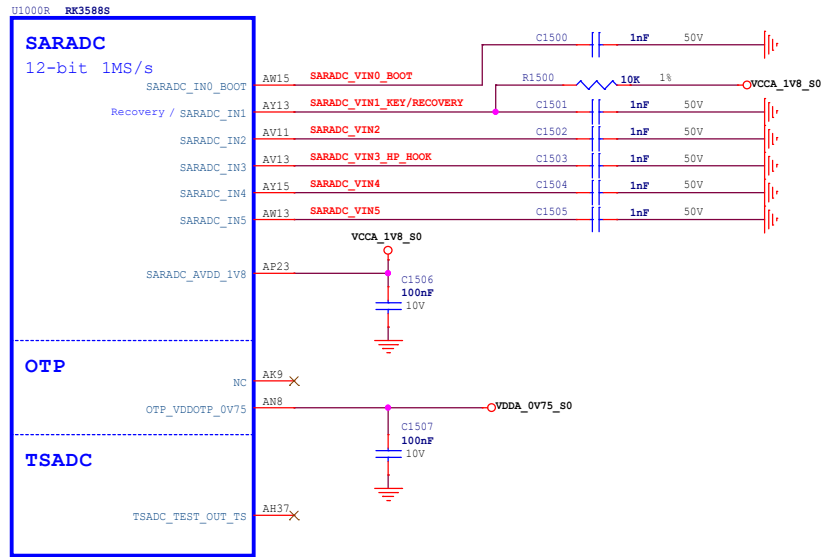 U1000R RK3588S
SARADC
12-bit 1MS/s
C1500 1nF 50V
SARADC_IN0_BOOT AW15 SARADC_VIN0_BOOT
R1500 10K 1% VCCA_1V8_S0
Recovery / SARADC_IN1 AY13 SARADC_VIN1_KEY/RECOVERY C1501 1nF 50V
SARADC_IN2 AV11 SARADC_VIN2 C1502 1nF 50V
SARADC_IN3 AV13 SARADC_VIN3_HP_HOOK C1503 1nF 50V
SARADC_IN4 AY15 SARADC_VIN4 C1504 1nF 50V
SARADC_IN5 AW13 SARADC_VIN5 C1505 1nF 50V
VCCA_1V8_S0
SARADC_AVDD_1V8 AP23
C1506
100nF
10V
OTP
NC AK9
OTP_VDDOTP_0V75 AN8 VDDA_0V75_S0
C1507
100nF
10V
TSADC
TSADC_TEST_OUT_TS AH37